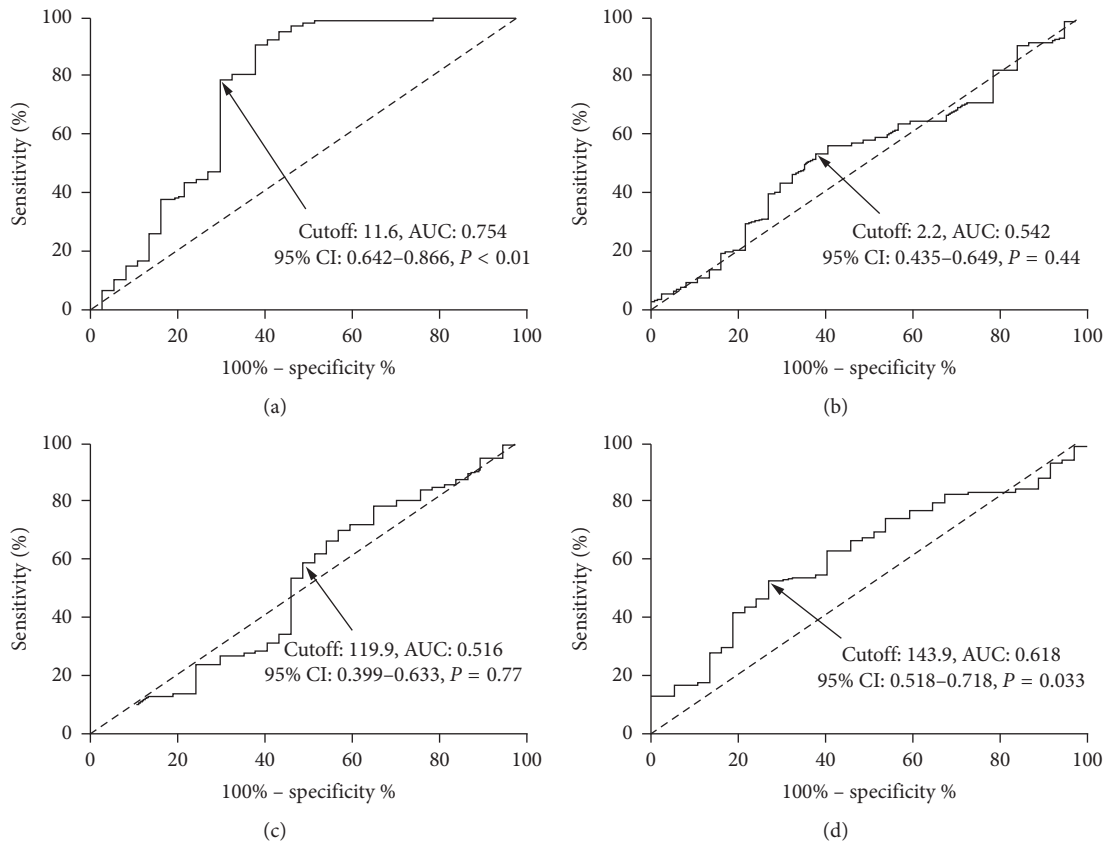 100
80
60
40
20
0
Sensitivity (%)
Cutoff: 11.6, AUC: 0.754
95% CI: 0.642–0.866, P < 0.01
0 20 40 60 80 100
100% – specificity %
(a)
100
80
60
40
20
0
Sensitivity (%)
Cutoff: 2.2, AUC: 0.542
95% CI: 0.435–0.649, P = 0.44
0 20 40 60 80 100
100% – specificity %
(b)
100
80
60
40
20
0
Sensitivity (%)
Cutoff: 119.9, AUC: 0.516
95% CI: 0.399–0.633, P = 0.77
0 20 40 60 80 100
100% – specificity %
(c)
100
80
60
40
20
0
Sensitivity (%)
Cutoff: 143.9, AUC: 0.618
95% CI: 0.518–0.718, P = 0.033
0 20 40 60 80 100
100% – specificity %
(d)